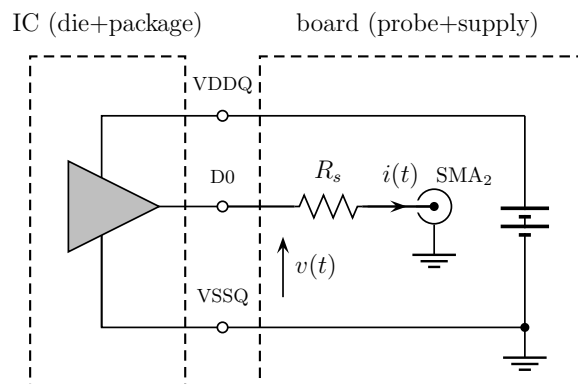 IC (die+package)
board (probe+supply)
VDDQ
D0
R_s
i(t)
SMA_2
v(t)
VSSQ